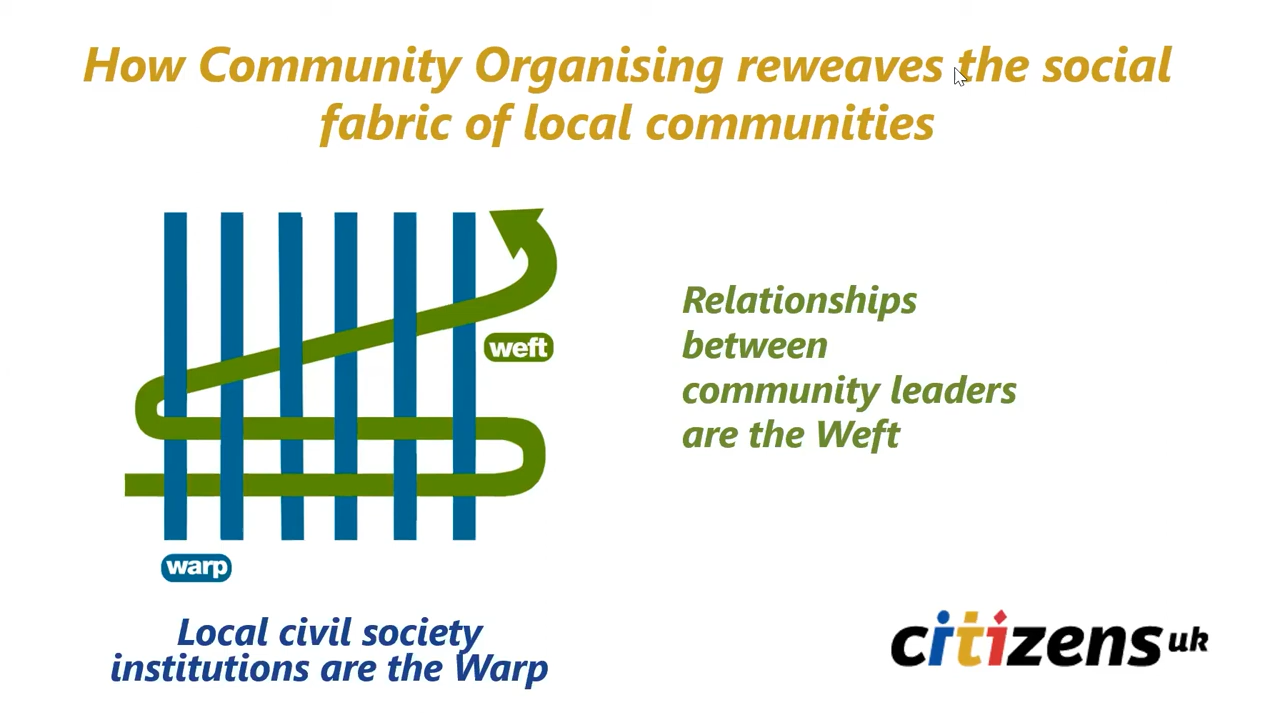 How Community Organising reweaves the social
fabric of local communities
weft
Relationships
between
community leaders
are the Weft
warp
Local civil society
institutions are the Warp
citizens uk